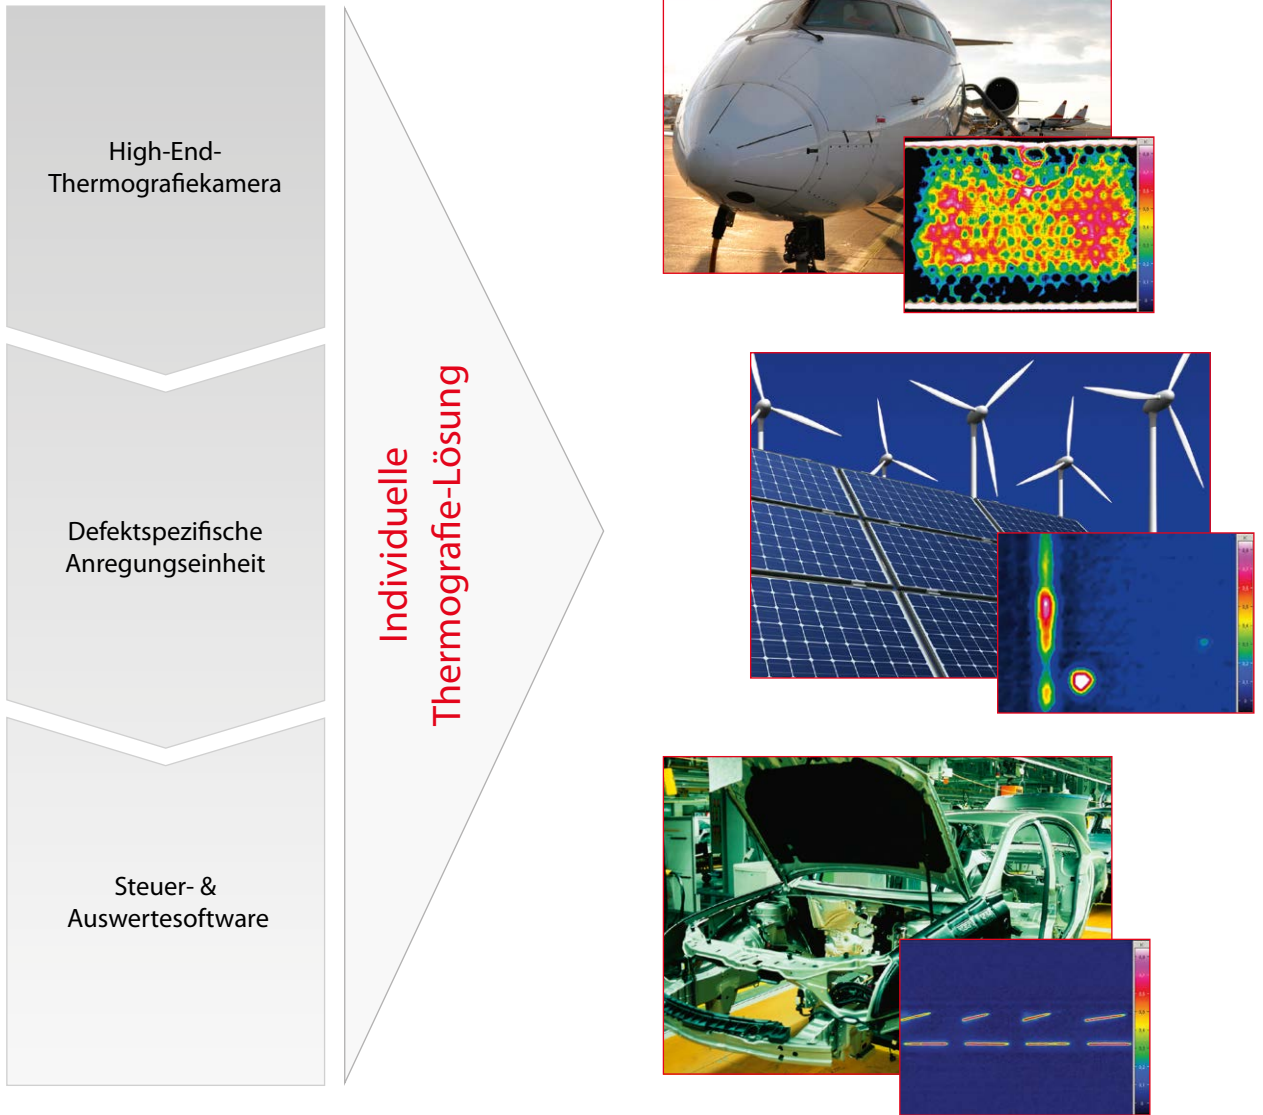 High-End-
Thermografiekamera
Defektspezifische
Anregungseinheit
Steuer- &
Auswertesoftware
Individuelle
Thermografie-Lösung